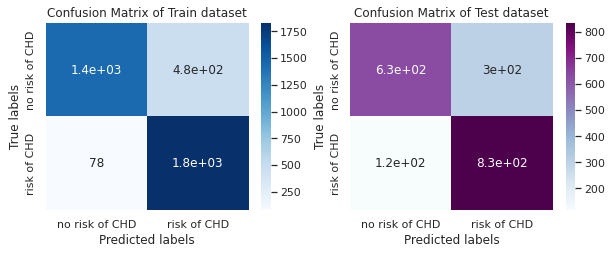 Confusion Matrix of Train dataset
True labels
no risk of CHD
risk of CHD
1.4e+03
4.8e+02
78
1.8e+03
no risk of CHD
risk of CHD
Predicted labels
1750
1500
1250
1000
750
500
250
Confusion Matrix of Test dataset
True labels
no risk of CHD
risk of CHD
6.3e+02
3e+02
1.2e+02
8.3e+02
no risk of CHD
risk of CHD
Predicted labels
800
700
600
500
400
300
200